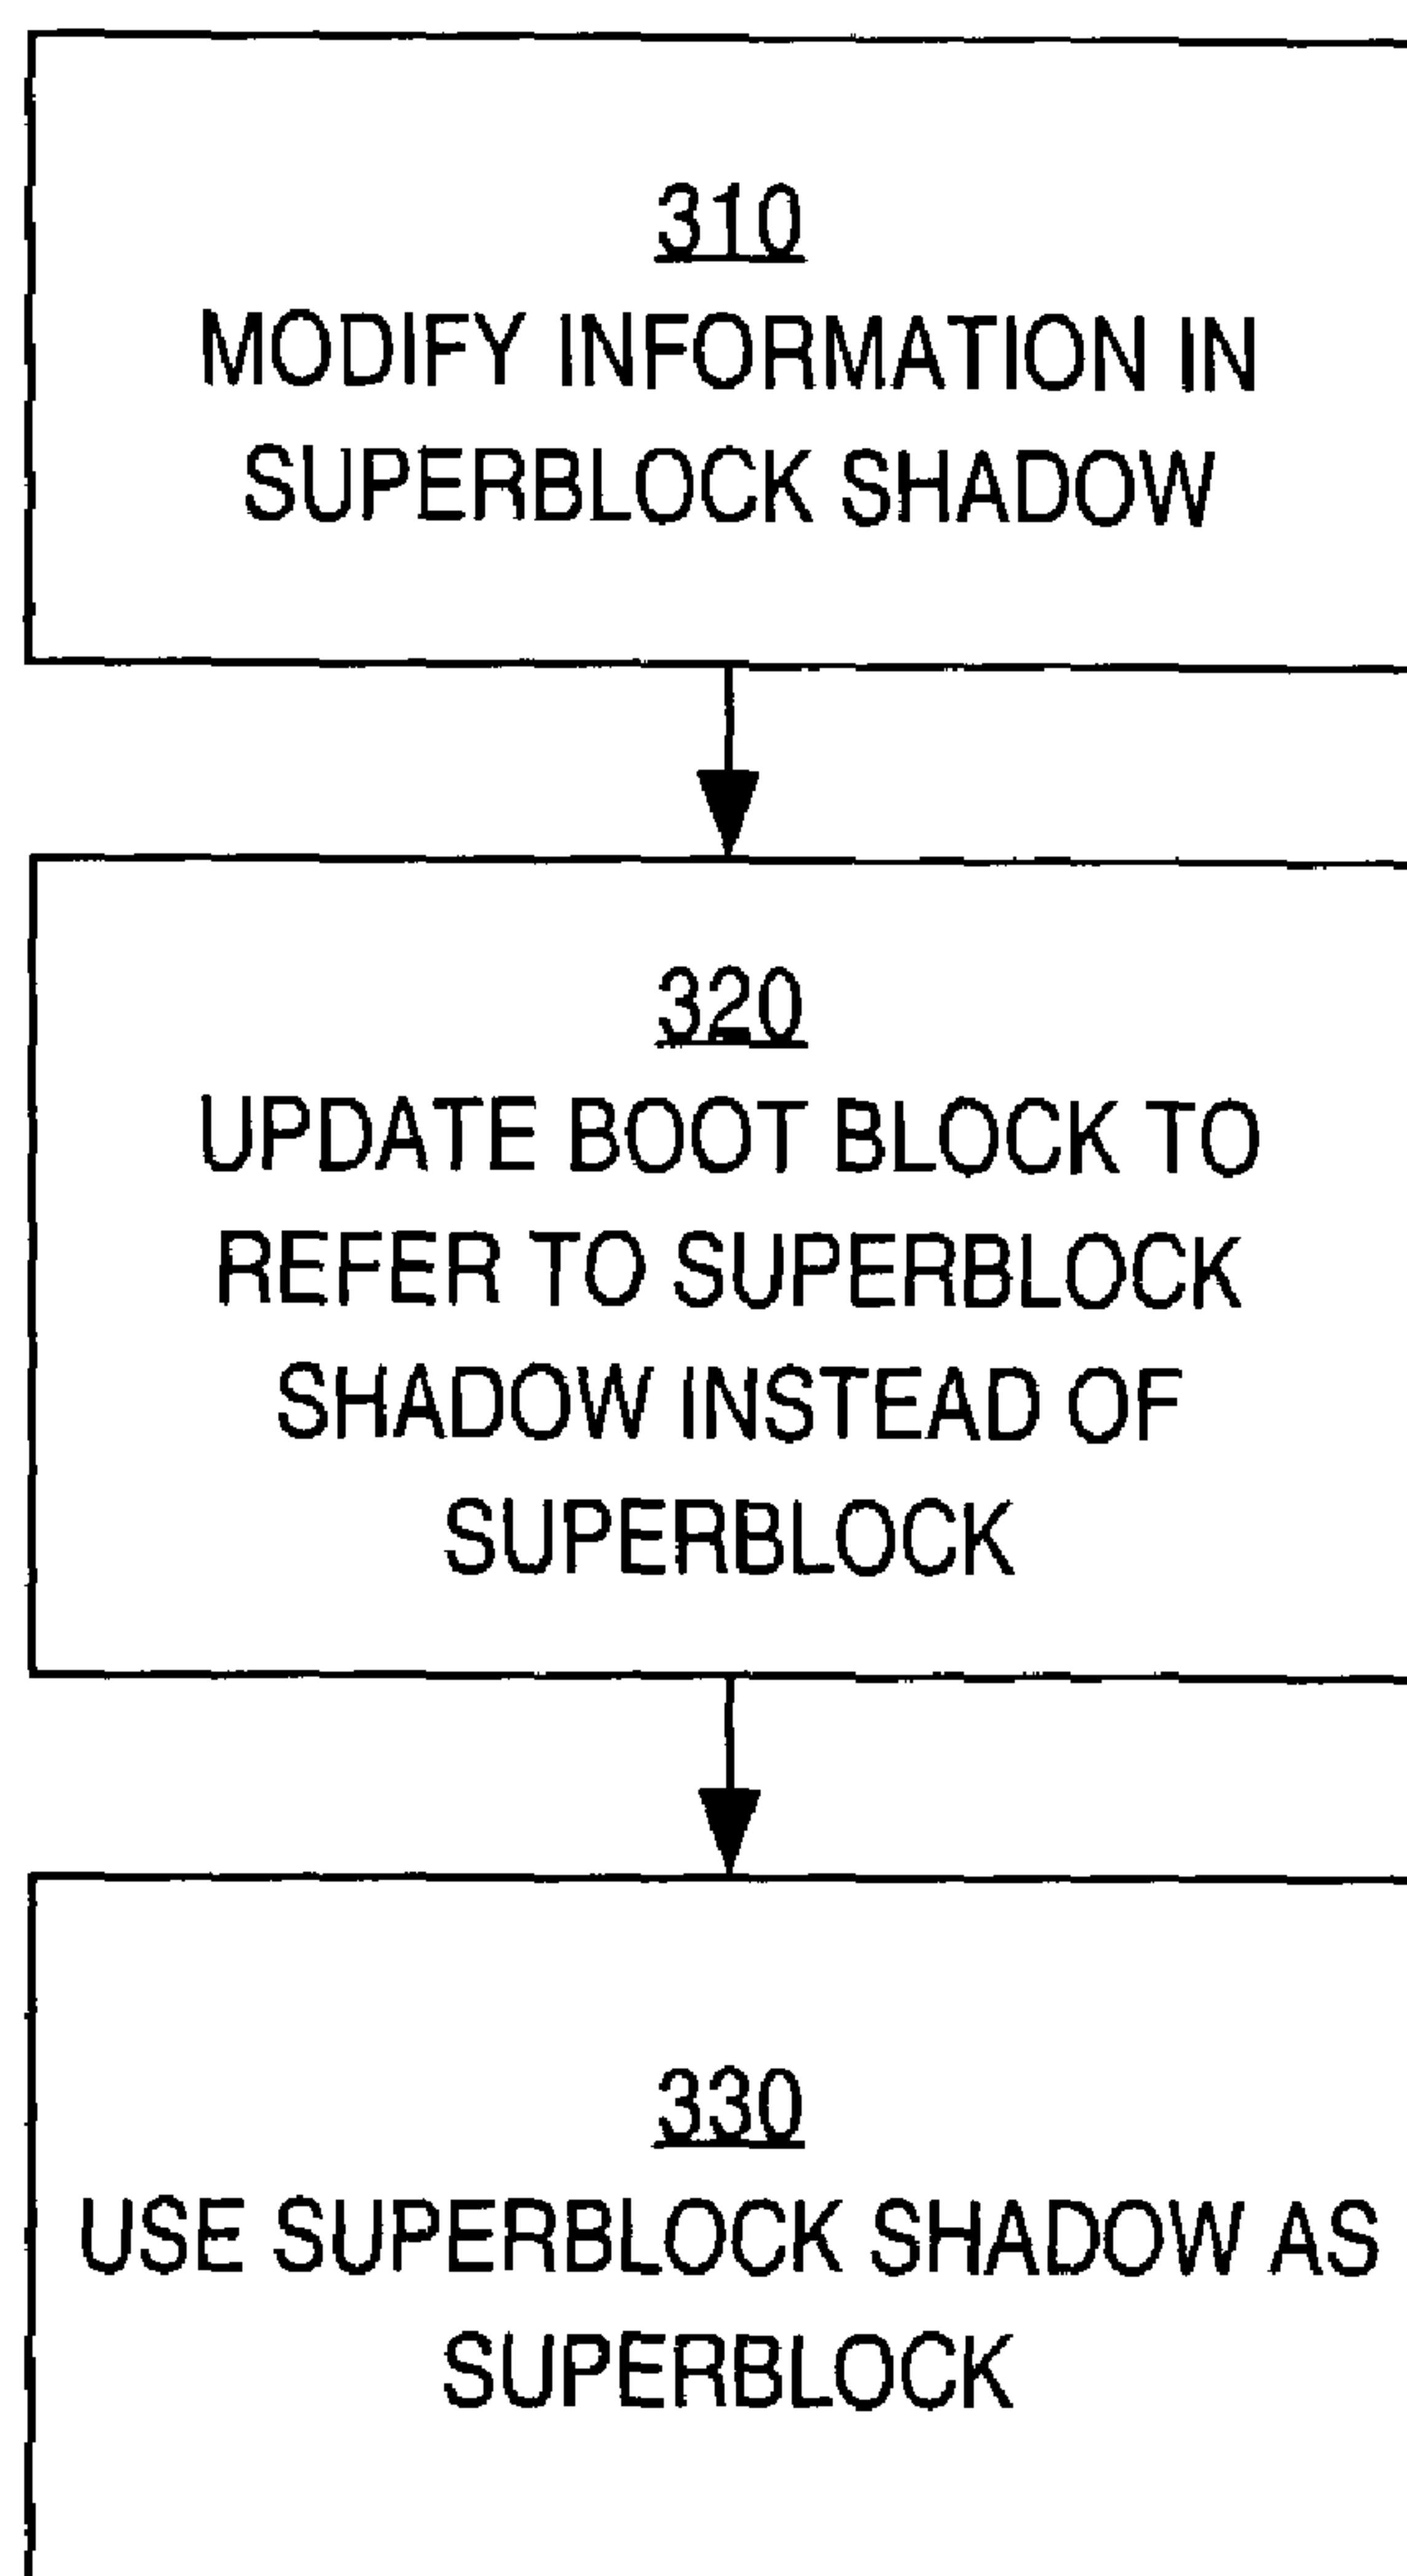 310
MODIFY INFORMATION IN
SUPERBLOCK SHADOW
320
UPDATE BOOT BLOCK TO
REFER TO SUPERBLOCK
SHADOW INSTEAD OF
SUPERBLOCK
330
USE SUPERBLOCK SHADOW AS
SUPERBLOCK